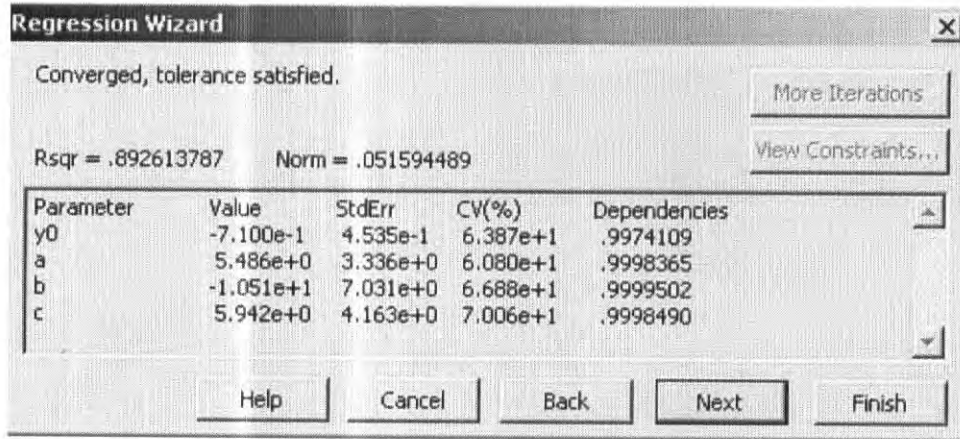 Regression Wizard
Converged, tolerance satisfied.
More Iterations
Rsqr = .892613787 Norm = .051594489
View Constraints...
Parameter Value StdErr CV(%) Dependencies
y0 -7.100e-1 4.535e-1 6.387e+1 .9974109
a 5.486e+0 3.336e+0 6.080e+1 .9998365
b -1.051e+1 7.031e+0 6.688e+1 .9999502
c 5.942e+0 4.163e+0 7.006e+1 .9998490
Help Cancel Back Next Finish